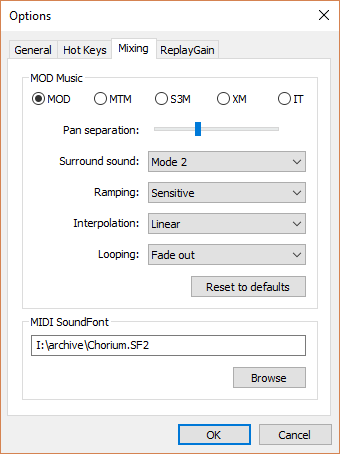 Options
General Hot Keys Mixing ReplayGain
MOD Music
MOD MTM S3M XM IT
Pan separation:
Surround sound: Mode 2
Ramping: Sensitive
Interpolation: Linear
Looping: Fade out
Reset to defaults
MIDI SoundFont
I:\archive\Chorium.SF2
Browse
OK Cancel